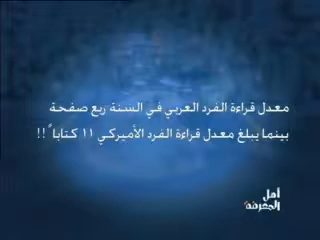 معدل قراءة الفرد العربي في السنة ربع صفحة
بينما يبلغ معدل قراءة الفرد الأميركي ١١ كتاباً !!
أهل
المعرفة